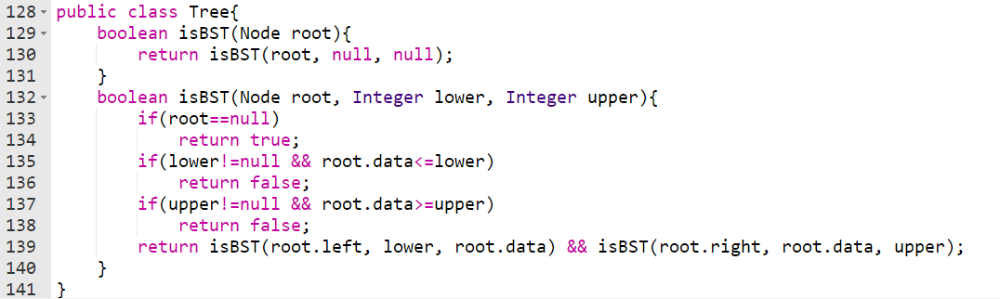 128 public class Tree{
129     boolean isBST(Node root){
130         return isBST(root, null, null);
131     }
132     boolean isBST(Node root, Integer lower, Integer upper){
133         if(root==null)
134             return true;
135         if(lower!=null && root.data<=lower)
136             return false;
137         if(upper!=null && root.data>=upper)
138             return false;
139         return isBST(root.left, lower, root.data) && isBST(root.right, root.data, upper);
140     }
141 }